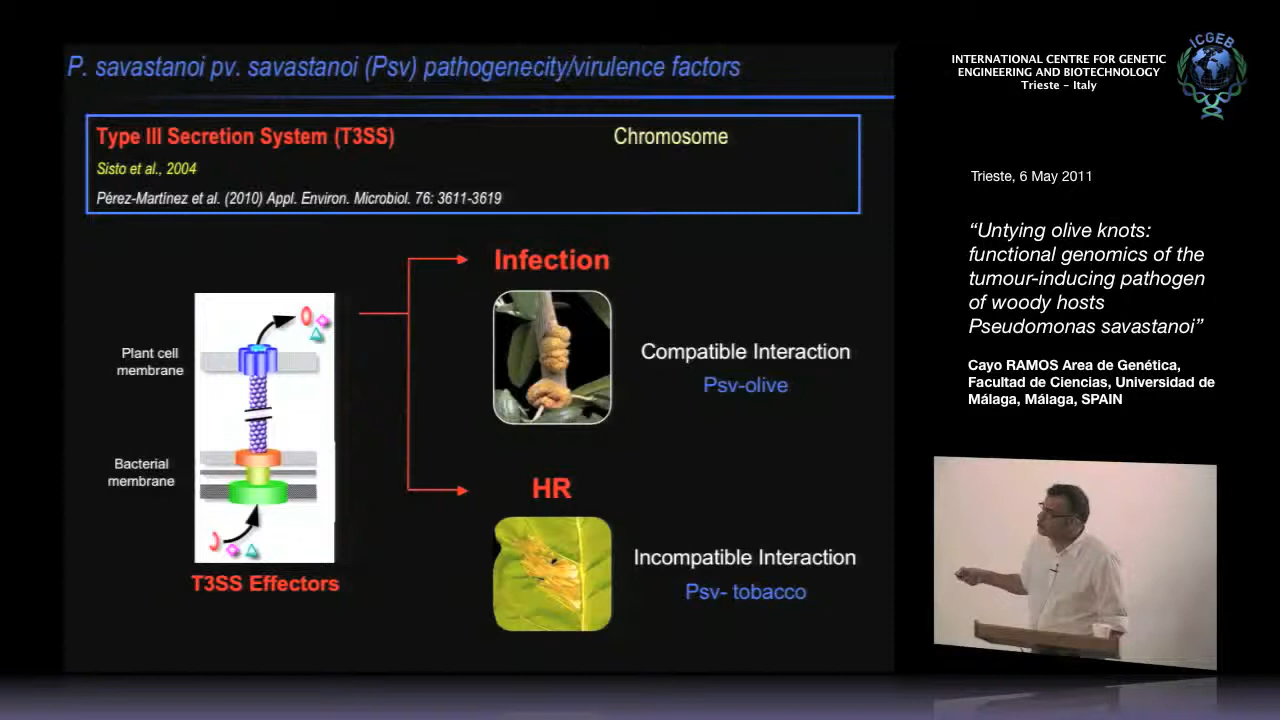 P. savastanoi pv. savastanoi (Psv) pathogenecity/virulence factors
Type III Secretion System (T3SS)
Chromosome
Sisto et al., 2004
Pérez-Martínez et al. (2010) Appl. Environ. Microbiol. 76: 3611-3619
Infection
Compatible Interaction
Psv-olive
Plant cell
membrane
Bacterial
membrane
T3SS Effectors
HR
Incompatible Interaction
Psv- tobacco
INTERNATIONAL CENTRE FOR GENETIC
ENGINEERING AND BIOTECHNOLOGY
Trieste - Italy
ICGEB
Trieste, 6 May 2011
“Untying olive knots:
functional genomics of the
tumour-inducing pathogen
of woody hosts
Pseudomonas savastanoi”
Cayo RAMOS Area de Genética,
Facultad de Ciencias, Universidad de
Málaga, Málaga, SPAIN